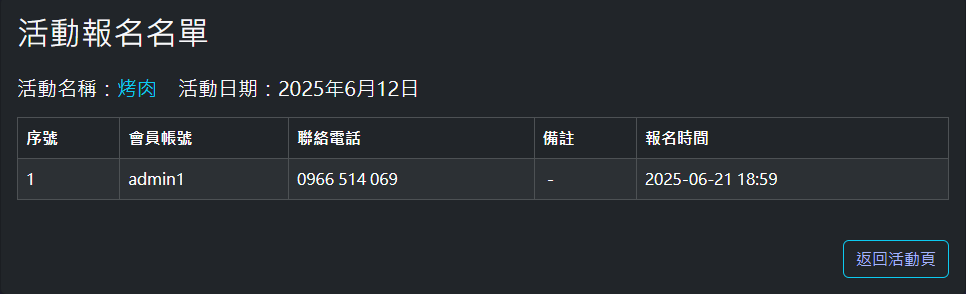 活動報名名單
活動名稱：烤肉 活動日期：2025年6月12日
序號 會員帳號 聯絡電話 備註 報名時間
1 admin1 0966 514 069 - 2025-06-21 18:59
返回活動頁